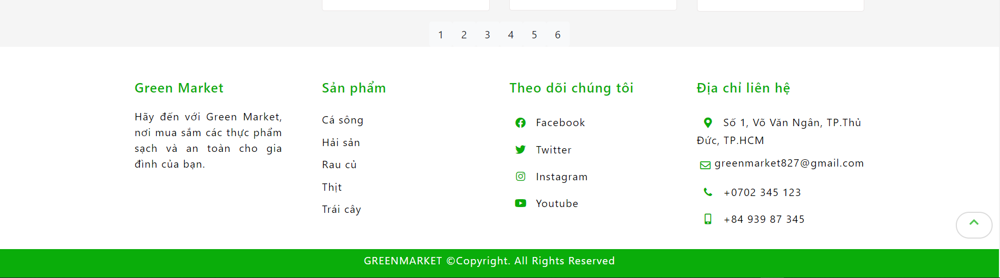 1 2 3 4 5 6
Green Market
Hãy đến với Green Market,
nơi mua sắm các thực phẩm
sạch và an toàn cho gia
đình của bạn.
Sản phẩm
Cá sông
Hải sản
Rau củ
Thịt
Trái cây
Theo dõi chúng tôi
Facebook
Twitter
Instagram
Youtube
Địa chỉ liên hệ
Số 1, Võ Văn Ngân, TP.Thủ
Đức, TP.HCM
greenmarket827@gmail.com
+0702 345 123
+84 939 87 345
GREENMARKET ©Copyright. All Rights Reserved